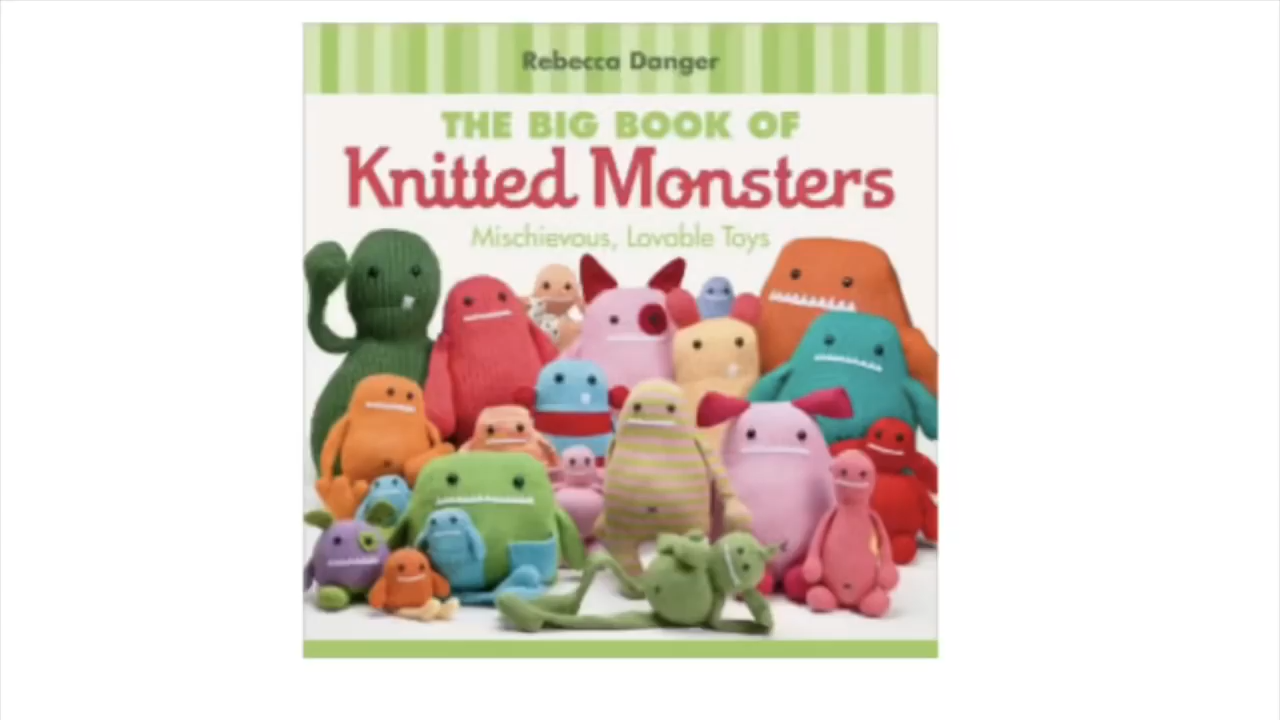 Rebecca Danger
THE BIG BOOK OF
Knitted Monsters
Mischievous, Lovable Toys